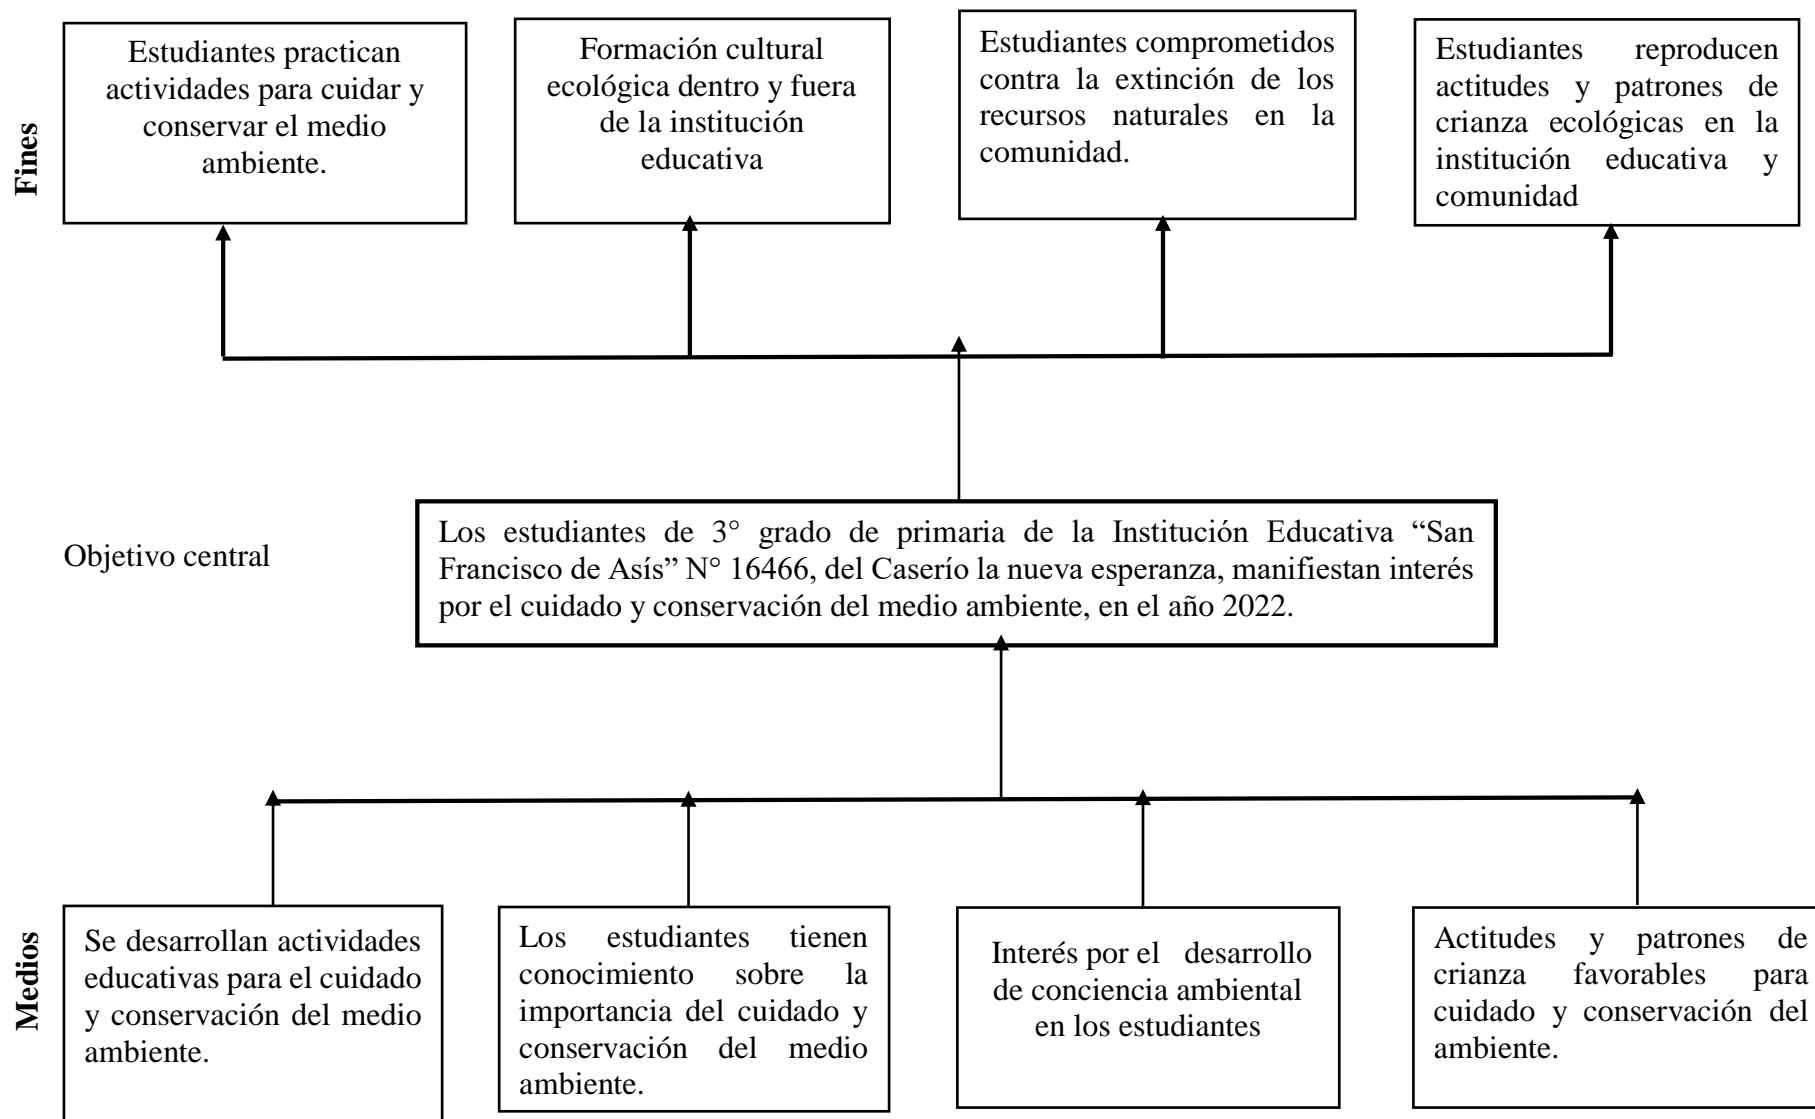 Fines
Estudiantes practican
actividades para cuidar y
conservar el medio
ambiente.
Formación cultural
ecológica dentro y fuera
de la institución
educativa
Estudiantes comprometidos
contra la extinción de los
recursos naturales en la
comunidad.
Estudiantes reproducen
actitudes y patrones de
crianza ecológicas en la
institución educativa y
comunidad
Objetivo central
Los estudiantes de 3° grado de primaria de la Institución Educativa “San
Francisco de Asís” N° 16466, del Caserío la nueva esperanza, manifiestan interés
por el cuidado y conservación del medio ambiente, en el año 2022.
Medios
Se desarrollan actividades
educativas para el cuidado
y conservación del medio
ambiente.
Los estudiantes tienen
conocimiento sobre la
importancia del cuidado y
conservación del medio
ambiente.
Interés por el desarrollo
de conciencia ambiental
en los estudiantes
Actitudes y patrones de
crianza favorables para
cuidado y conservación del
ambiente.